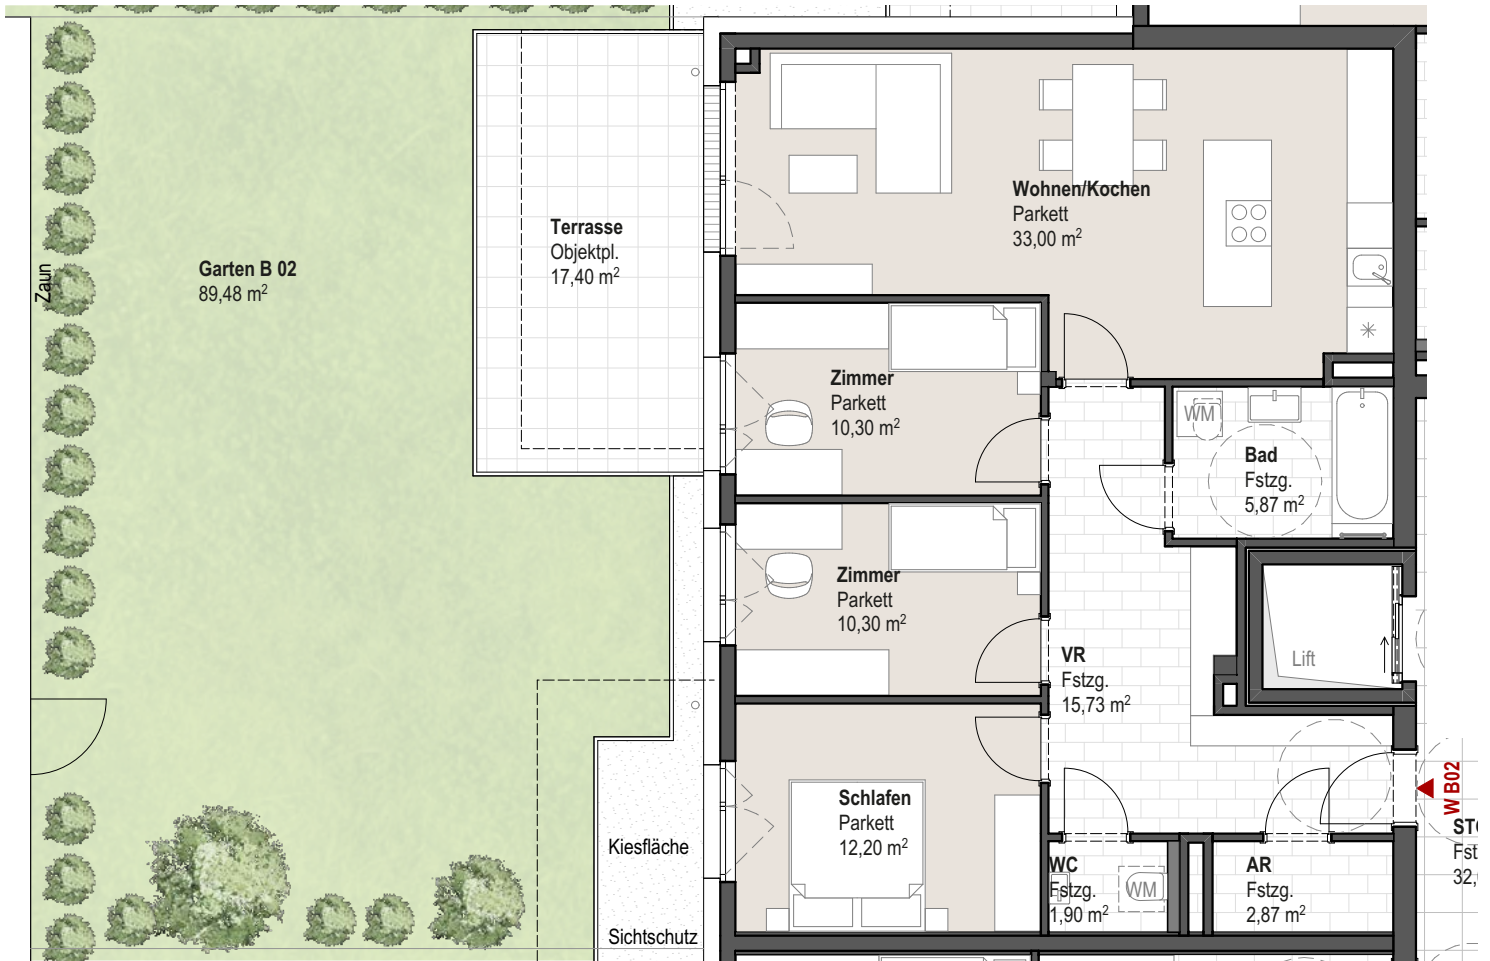 Zaun
Garten B 02
89,48 m²
Terrasse
Objektpl.
17,40 m²
Wohnen/Kochen
Parkett
33,00 m²
Zimmer
Parkett
10,30 m²
WM
Bad
Fstzg.
5,87 m²
Zimmer
Parkett
10,30 m²
VR
Fstzg.
15,73 m²
Lift
Schlafen
Parkett
12,20 m²
W B02
Kiesfläche
Sichtschutz
WC
Fstzg.
1,90 m²
WM
AR
Fstzg.
2,87 m²